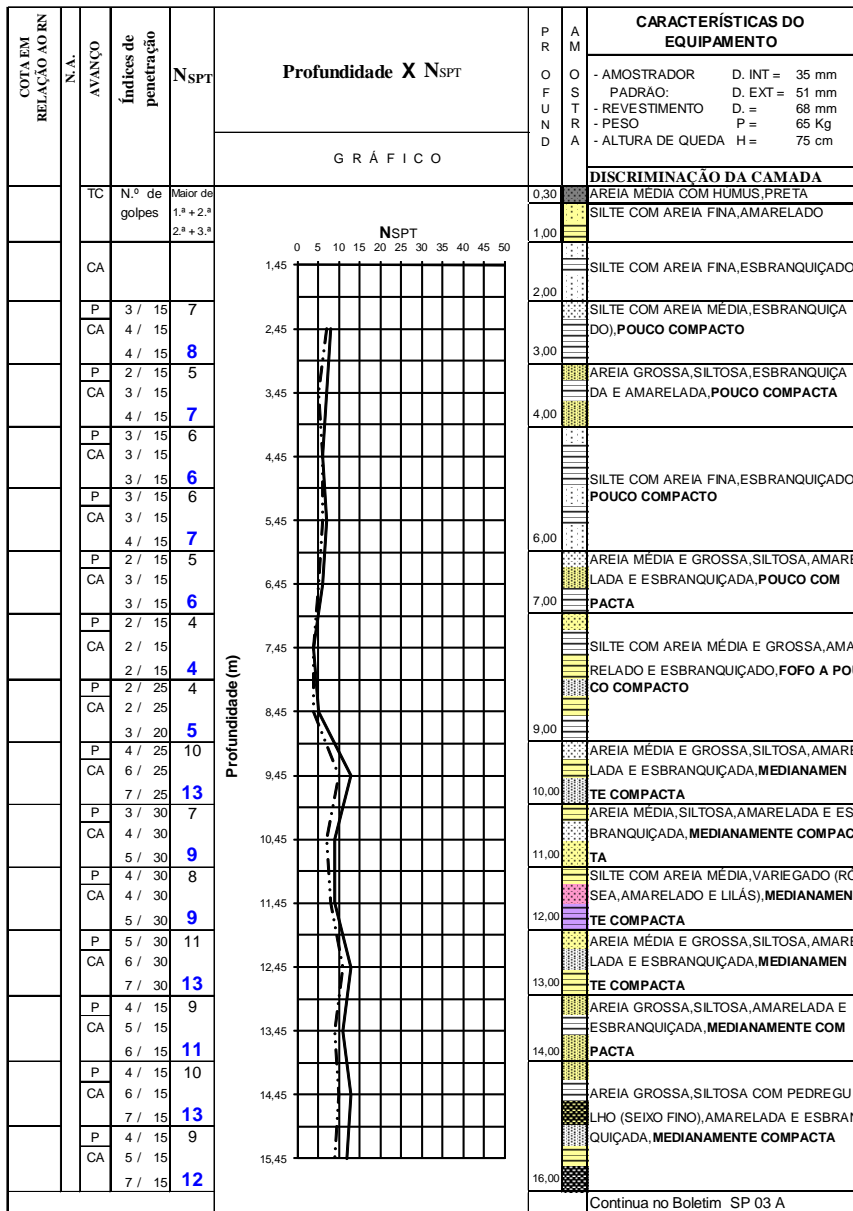 COTA EM RELAÇÃO AO RN
N. A.
AVANÇO
Índices de penetração
NSPT
Profundidade X NSPT
GRÁFICO
PROFUND
AMOSTRA
CARACTERÍSTICAS DO
EQUIPAMENTO
- AMOSTRADOR D. INT = 35 mm
PADRÃO: D. EXT = 51 mm
- REVESTIMENTO D. = 68 mm
- PESO P = 65 Kg
- ALTURA DE QUEDA H = 75 cm
DISCRIMINAÇÃO DA CAMADA
TC N.º de Maior de 0,30 AREIA MÉDIA COM HUMUS,PRETA
golpes 1.ª + 2.ª SILTE COM AREIA FINA,AMARELADO
2.ª + 3.ª 1,00
NSPT
0 5 10 15 20 25 30 35 40 45 50
CA 1,45 SILTE COM AREIA FINA,ESBRANQUIÇADO
2,00
P 3 / 15 7 SILTE COM AREIA MÉDIA,ESBRANQUIÇA
CA 4 / 15 2,45 DO),POUCO COMPACTO
4 / 15 8 3,00
P 2 / 15 5 AREIA GROSSA,SILTOSA,ESBRANQUIÇA
CA 3 / 15 3,45 DA E AMARELADA,POUCO COMPACTA
4 / 15 7 4,00
P 3 / 15 6
CA 3 / 15 4,45
3 / 15 6 SILTE COM AREIA FINA,ESBRANQUIÇADO
P 3 / 15 6 POUCO COMPACTO
CA 3 / 15 5,45
4 / 15 7 6,00
P 2 / 15 5 AREIA MÉDIA E GROSSA,SILTOSA,AMARE
CA 3 / 15 6,45 LADA E ESBRANQUIÇADA,POUCO COM
3 / 15 6 7,00 PACTA
P 2 / 15 4
CA 2 / 15 7,45 SILTE COM AREIA MÉDIA E GROSSA,AMA
2 / 15 4 RELADO E ESBRANQUIÇADO,FOFO A POU
P 2 / 25 4 CO COMPACTO
CA 2 / 25 8,45
3 / 20 5 9,00
Profundidade (m)
P 4 / 25 10 AREIA MÉDIA E GROSSA,SILTOSA,AMARE
CA 6 / 25 9,45 LADA E ESBRANQUIÇADA,MEDIANAMEN
7 / 25 13 10,00 TE COMPACTA
P 3 / 30 7 AREIA MÉDIA,SILTOSA,AMARELADA E ES
CA 4 / 30 10,45 BRANQUIÇADA,MEDIANAMENTE COMPAC
5 / 30 9 11,00 TA
P 4 / 30 8 SILTE COM AREIA MÉDIA,VARIEGADO (RÓ
CA 4 / 30 11,45 SEA,AMARELADO E LILÁS),MEDIANAMEN
5 / 30 9 12,00 TE COMPACTA
P 5 / 30 11 AREIA MÉDIA E GROSSA,SILTOSA,AMARE
CA 6 / 30 12,45 LADA E ESBRANQUIÇADA,MEDIANAMEN
7 / 30 13 13,00 TE COMPACTA
P 4 / 15 9 AREIA GROSSA,SILTOSA,AMARELADA E
CA 5 / 15 13,45 ESBRANQUIÇADA,MEDIANAMENTE COM
6 / 15 11 14,00 PACTA
P 4 / 15 10
CA 6 / 15 14,45 AREIA GROSSA,SILTOSA COM PEDREGU
7 / 15 13 LHO (SEIXO FINO),AMARELADA E ESBRAN
P 4 / 15 9 QUIÇADA,MEDIANAMENTE COMPACTA
CA 5 / 15 15,45
7 / 15 12 16,00
Continua no Boletim SP 03 A